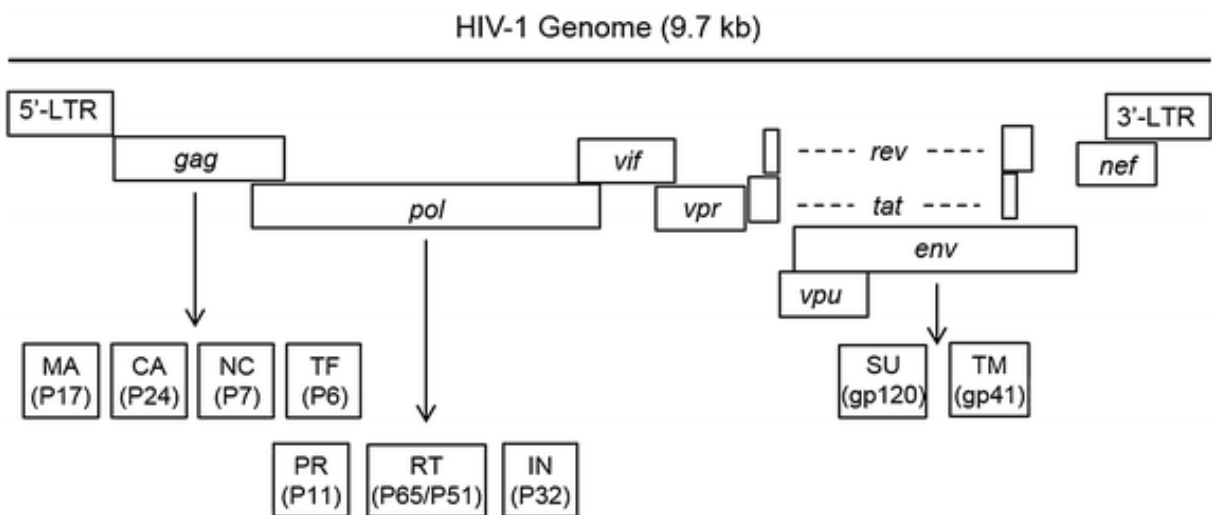 HIV-1 Genome (9.7 kb)
5’-LTR
3’-LTR
gag
vif
rev
nef
pol
vpr
tat
env
vpu
MA
(P17)
CA
(P24)
NC
(P7)
TF
(P6)
SU
(gp120)
TM
(gp41)
PR
(P11)
RT
(P65/P51)
IN
(P32)